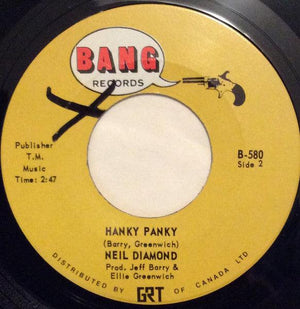 BANG
RECORDS
Publisher
T.M.
Music
Time: 2:47
B-580
Side 2
HANKY PANKY
(Barry, Greenwich)
NEIL DIAMOND
Prod. Jeff Barry &
Ellie Greenwich
DISTRIBUTED BY GRT OF CANADA LTD